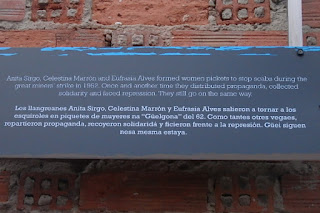 Anita Sirgo, Celestina Marrón and Eufrasia Alves formed women pickets to stop scabs during the
great miners' strike in 1962. Once and another time they distributed propaganda, collected
solidarity and faced repression. They still go on the same way.
Les llangreanes Anita Sirgo, Celestina Marrón y Eufrasia Alves salieron a tornar a los
esquiroles en piquetes de muyeres na "Güelgona" del 62. Como tantes otres vegaes,
repartieron propaganda, recoyeron solidaridá y ficieron frente a la represión. Güei siguen
nesa mesma estaya.